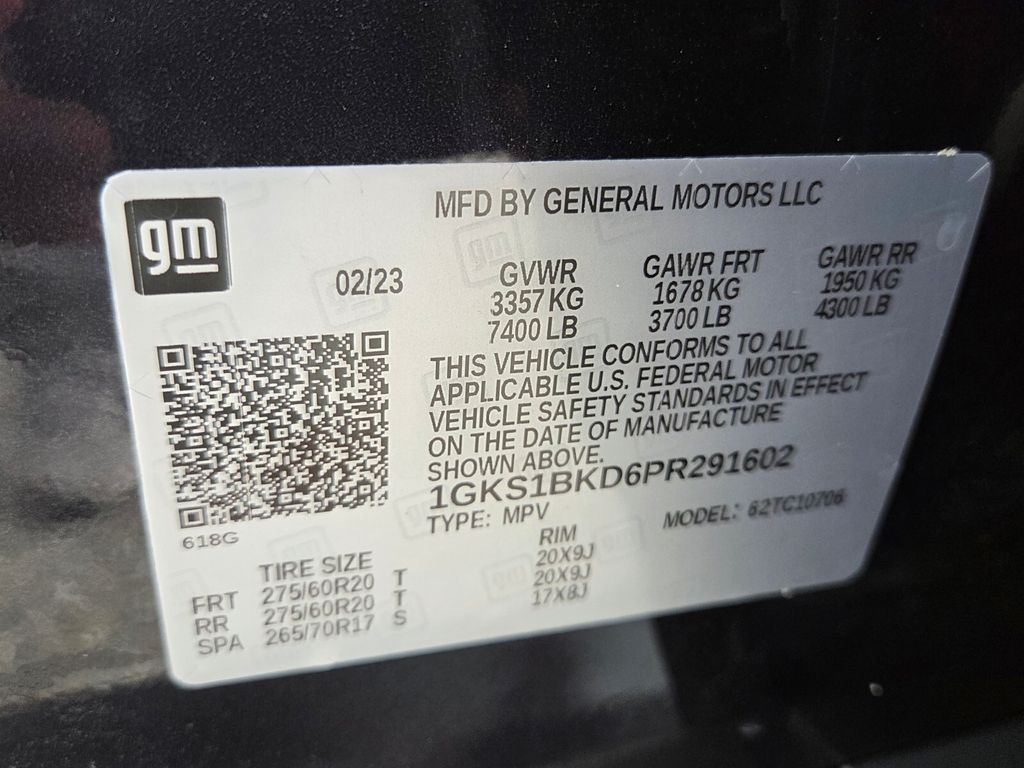 gm
MFD BY GENERAL MOTORS LLC
02/23
GVWR
3357 KG
7400 LB
GAWR FRT
1678 KG
3700 LB
GAWR RR
1950 KG
4300 LB
THIS VEHICLE CONFORMS TO ALL
APPLICABLE U.S. FEDERAL MOTOR
VEHICLE SAFETY STANDARDS IN EFFECT
ON THE DATE OF MANUFACTURE
SHOWN ABOVE.
1GKS1BKD6PR291602
TYPE: MPV
MODEL: 62TC10706
618G
TIRE SIZE
RIM
FRT 275/60R20 T 20X9J
RR 275/60R20 T 20X9J
SPA 265/70R17 S 17X8J